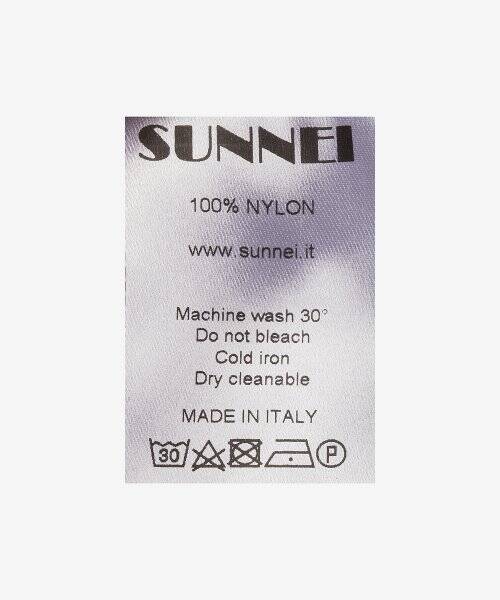 SUNNEI
100% NYLON
www.sunnei.it
Machine wash 30°
Do not bleach
Cold iron
Dry cleanable
MADE IN ITALY
30 P